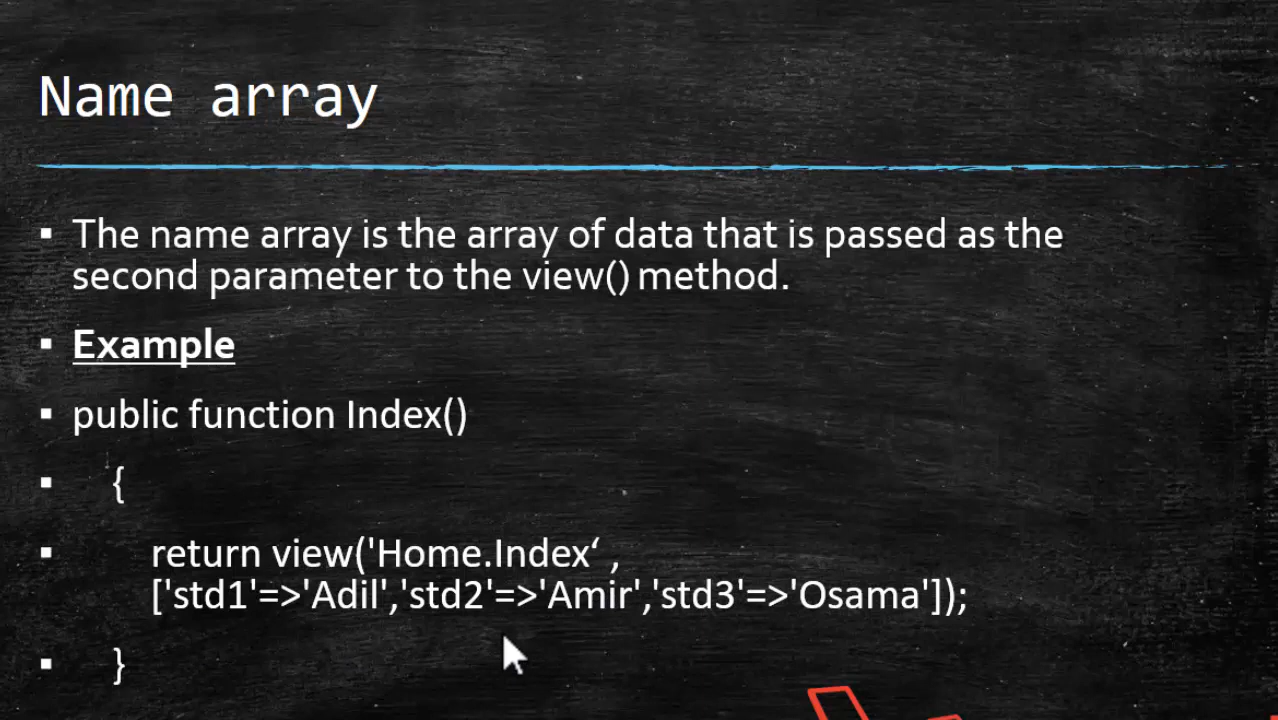 Name array
▪ The name array is the array of data that is passed as the
second parameter to the view() method.
▪ Example
▪ public function Index()
▪ {
▪ return view('Home.Index‘ ,
['std1'=>'Adil','std2'=>'Amir','std3'=>'Osama']);
▪ }